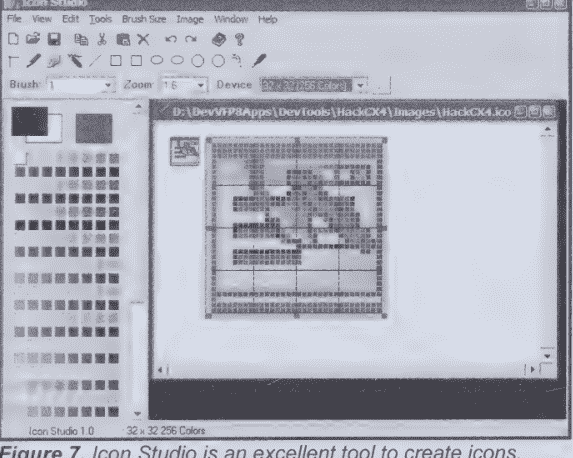 Icon Studio
File View Edit Tools Brush Size Image Window Help
Brush: 1 Zoom: 16 Device: 32 x 32 (256 Colors)
D:\DevVFP8Apps\DevTools\HackCX4\Images\HackCX4.ico
Icon Studio 1.0 32 x 32 256 Colors
Figure 7. Icon Studio is an excellent tool to create icons.